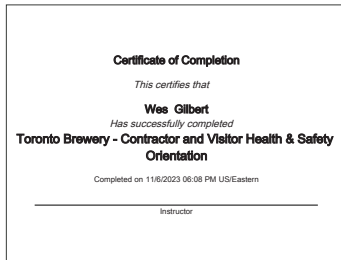 Certificate of Completion
This certifies that
Wes Gilbert
Has successfully completed
Toronto Brewery - Contractor and Visitor Health & Safety
Orientation
Completed on 11/6/2023 06:08 PM US/Eastern
Instructor